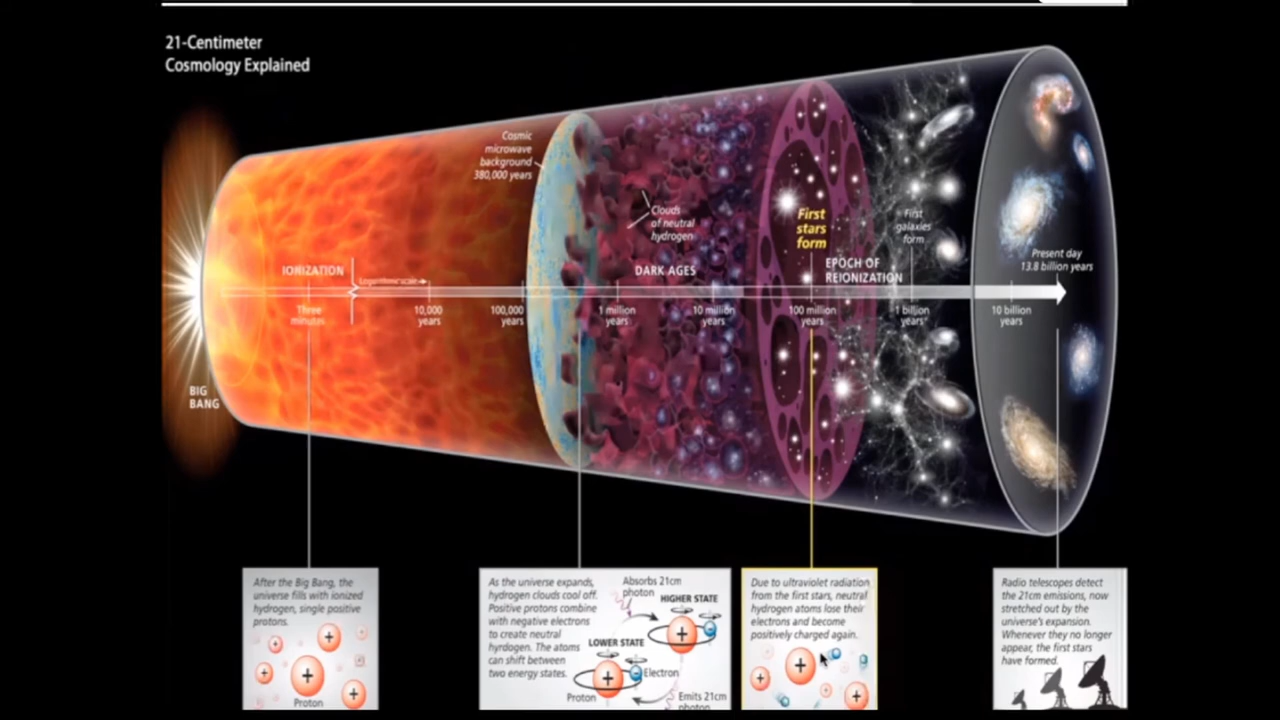 21-Centimeter
Cosmology Explained
Cosmic
microwave
background
380,000 years
Clouds
of neutral
hydrogen
First
stars
form
First
galaxies
form
Present day
13.8 billion years
IONIZATION
Logarithmic scale
DARK AGES
EPOCH OF
REIONIZATION
Three
minutes
10,000
years
100,000
years
1 million
years
10 million
years
100 million
years
1 billion
years
10 billion
years
BIG
BANG
After the Big Bang, the
universe fills with ionized
hydrogen, single positive
protons.
Proton
As the universe expands,
hydrogen clouds cool off.
Positive protons combine
with negative electrons
to create neutral
hyrdogen. The atoms
can shift between
two energy states.
Absorbs 21cm
photon
HIGHER STATE
LOWER STATE
Electron
Proton
Emits 21cm
photon
Due to ultraviolet radiation
from the first stars, neutral
hydrogen atoms lose their
electrons and become
positively charged again.
Radio telescopes detect
the 21cm emissions, now
stretched out by the
universe's expansion.
Whenever they no longer
appear, the first stars
have formed.